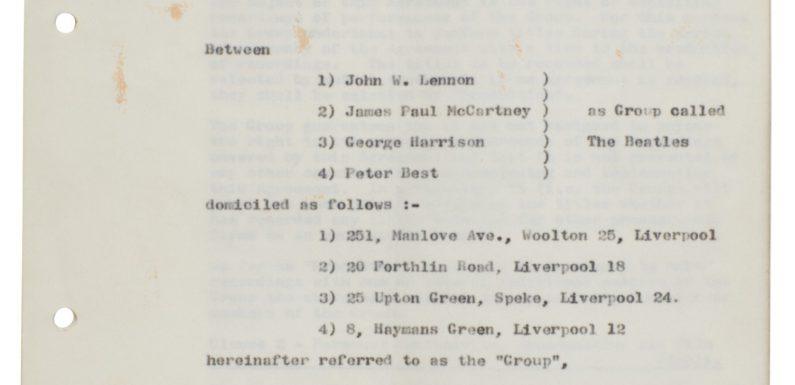 Between
1) John W. Lennon )
)
2) James Paul McCartney ) as Group called
)
3) George Harrison ) The Beatles
)
4) Peter Best )
domiciled as follows :-
1) 251, Manlove Ave., Woolton 25, Liverpool
2) 20 Forthlin Road, Liverpool 18
3) 25 Upton Green, Speke, Liverpool 24.
4) 8, Haymans Green, Liverpool 12
hereinafter referred to as the "Group",